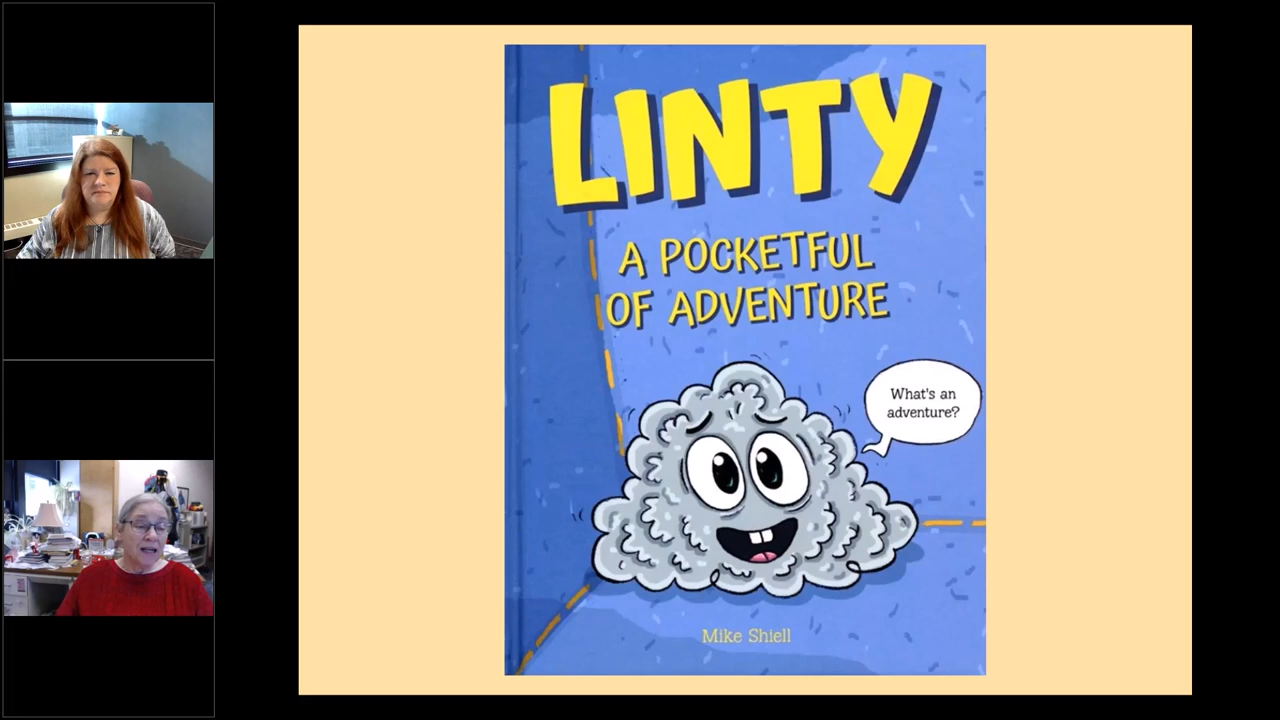 LINTY
A POCKETFUL
OF ADVENTURE
What's an
adventure?
Mike Shiell